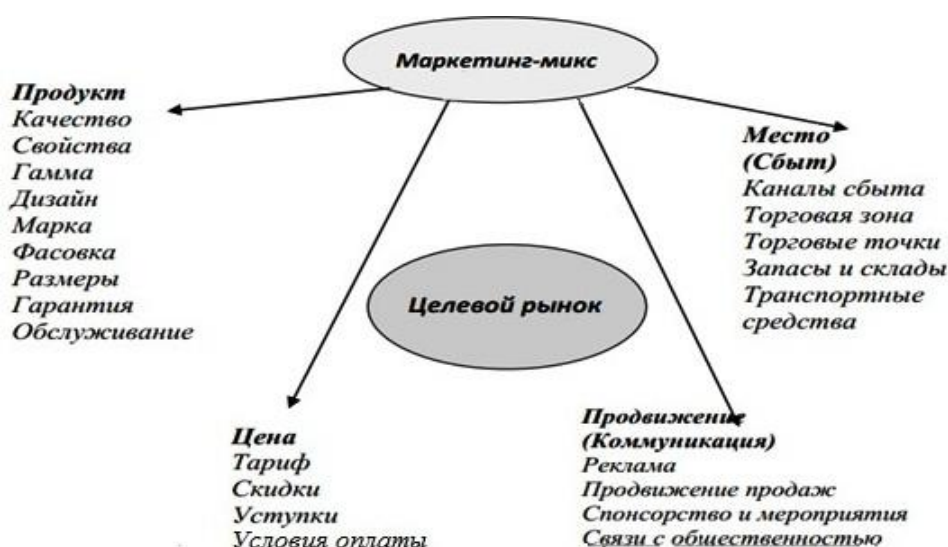 Маркетинг-микс
Продукт
Качество
Свойства
Гамма
Дизайн
Марка
Фасовка
Размеры
Гарантия
Обслуживание
Место
(Сбыт)
Каналы сбыта
Торговая зона
Торговые точки
Запасы и склады
Транспортные
средства
Целевой рынок
Цена
Тариф
Скидки
Уступки
Условия оплаты
Продвижение
(Коммуникация)
Реклама
Продвижение продаж
Спонсорство и мероприятия
Связи с общественностью